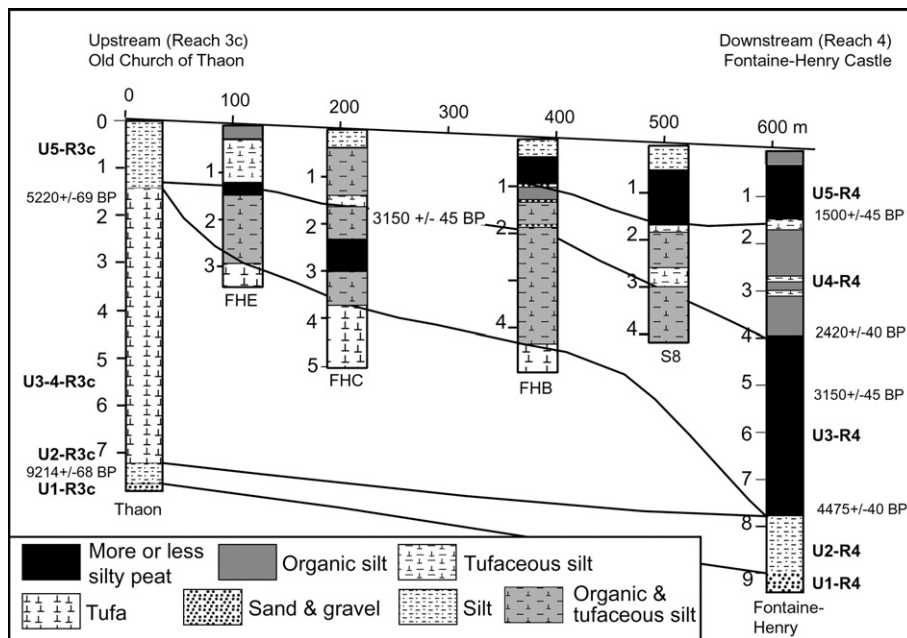 Upstream (Reach 3c)
Old Church of Thaon
Downstream (Reach 4)
Fontaine-Henry Castle
0 100 200 300 400 500 600 m
0
1
2
3
4
5
6
7
U5-R3c
5220+/-69 BP
U3-4-R3c
U2-R3c
9214+/-68 BP
U1-R3c
Thaon
1
2
3
FHE
1
2
3
4
5
FHC
3150 +/- 45 BP
1
2
4
FHB
1
2
3
4
S8
1
2
3
4
5
6
7
8
9
U5-R4
1500+/-45 BP
U4-R4
2420+/-40 BP
3150+/-45 BP
U3-R4
4475+/-40 BP
U2-R4
U1-R4
Fontaine-
Henry
More or less
silty peat
Organic silt
Tufaceous silt
Tufa
Sand & gravel
Silt
Organic &
tufaceous silt